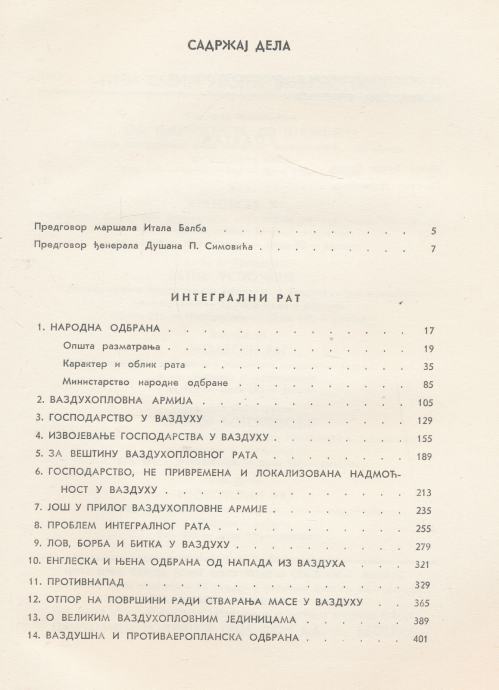 САДРЖАЈ ДЕЛА
Предговор маршала Итала Балба . . . . . . . . . . . . 5
Предговор ђенерала Душана П. Симовића . . . . . . . . . . 7
ИНТЕГРАЛНИ РАТ
1. НАРОДНА ОДБРАНА . . . . . . . . . . . . . . 17
Општа разматрања . . . . . . . . . . . . . . 19
Карактер и облик рата . . . . . . . . . . . . 35
Министарство народне одбране . . . . . . . . . . 85
2. ВАЗДУХОПЛОВНА АРМИЈА . . . . . . . . . . . . 105
3. ГОСПОДАРСТВО У ВАЗДУХУ . . . . . . . . . . . . 129
4. ИЗВОЈЕВАЊЕ ГОСПОДАРСТВА У ВАЗДУХУ . . . . . . . . 155
5. ЗА ВЕШТИНУ ВАЗДУХОПЛОВНОГ РАТА . . . . . . . . . 189
6. ГОСПОДАРСТВО, НЕ ПРИВРЕМЕНА И ЛОКАЛИЗОВАНА НАДМОЋ-
НОСТ У ВАЗДУХУ . . . . . . . . . . . . . . 213
7. ЈОШ У ПРИЛОГ ВАЗДУХОПЛОВНЕ АРМИЈЕ . . . . . . . . 235
8. ПРОБЛЕМ ИНТЕГРАЛНОГ РАТА . . . . . . . . . . . 255
9. ЛОВ, БОРБА И БИТКА У ВАЗДУХУ . . . . . . . . . . 279
10. ЕНГЛЕСКА И ЊЕНА ОДБРАНА ОД НАПАДА ИЗ ВАЗДУХА . . . . 321
11. ПРОТИВНАПАД . . . . . . . . . . . . . . . 329
12. ОТПОР НА ПОВРШИНИ РАДИ СТВАРАЊА МАСЕ У ВАЗДУХУ . . . 365
13. О ВЕЛИКИМ ВАЗДУХОПЛОВНИМ ЈЕДИНИЦАМА . . . . . . . 389
14. ВАЗДУШНА И ПРОТИВАЕРОПЛАНСКА ОДБРАНА . . . . . . . 401